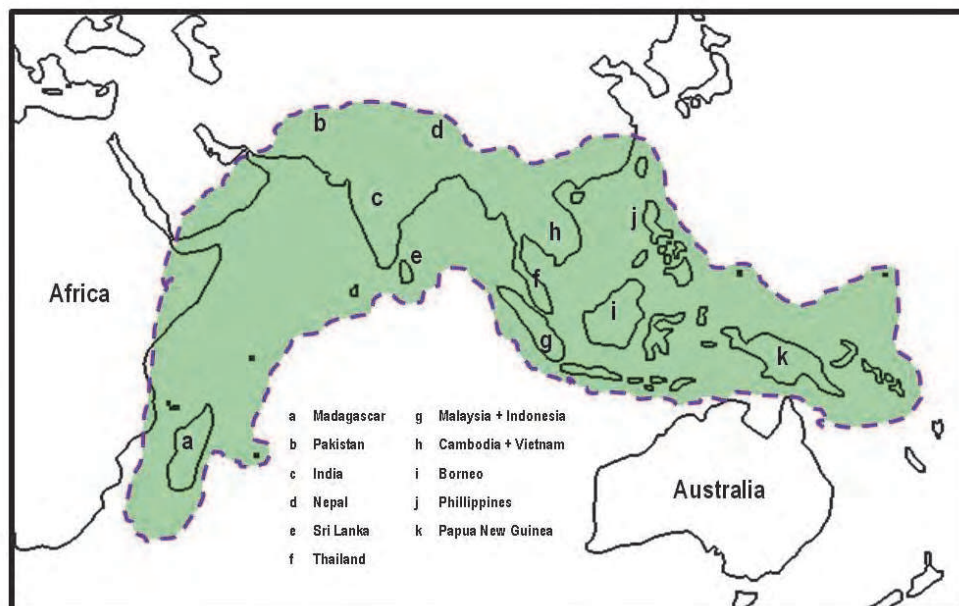 b
d
c
j
h
e
f
Africa
i
g
k
a
Australia
a Madagascar
b Pakistan
c India
d Nepal
e Sri Lanka
f Thailand
g Malaysia + Indonesia
h Cambodia + Vietnam
i Borneo
j Phillippines
k Papua New Guinea